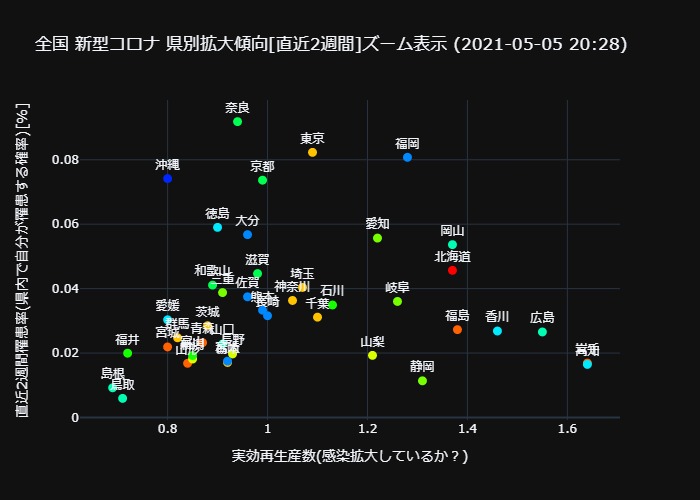 全国 新型コロナ 県別拡大傾向[直近2週間]ズーム表示 (2021-05-05 20:28)
奈良
東京
福岡
沖縄
京都
徳島
大分
愛知
岡山
北海道
滋賀
和歌山
三重
埼玉
佐賀
神奈川
石川
岐阜
熊本
長崎
千葉
愛媛
茨城
群馬
青森
山口
宮城
富山
福島
香川
広島
福井
長野
山梨
静岡
高知
島根
鳥取
直近2週間罹患率(県内で自分が罹患する確率)[%]
0.08
0.06
0.04
0.02
0
0.8
1
1.2
1.4
1.6
実効再生産数(感染拡大しているか？)